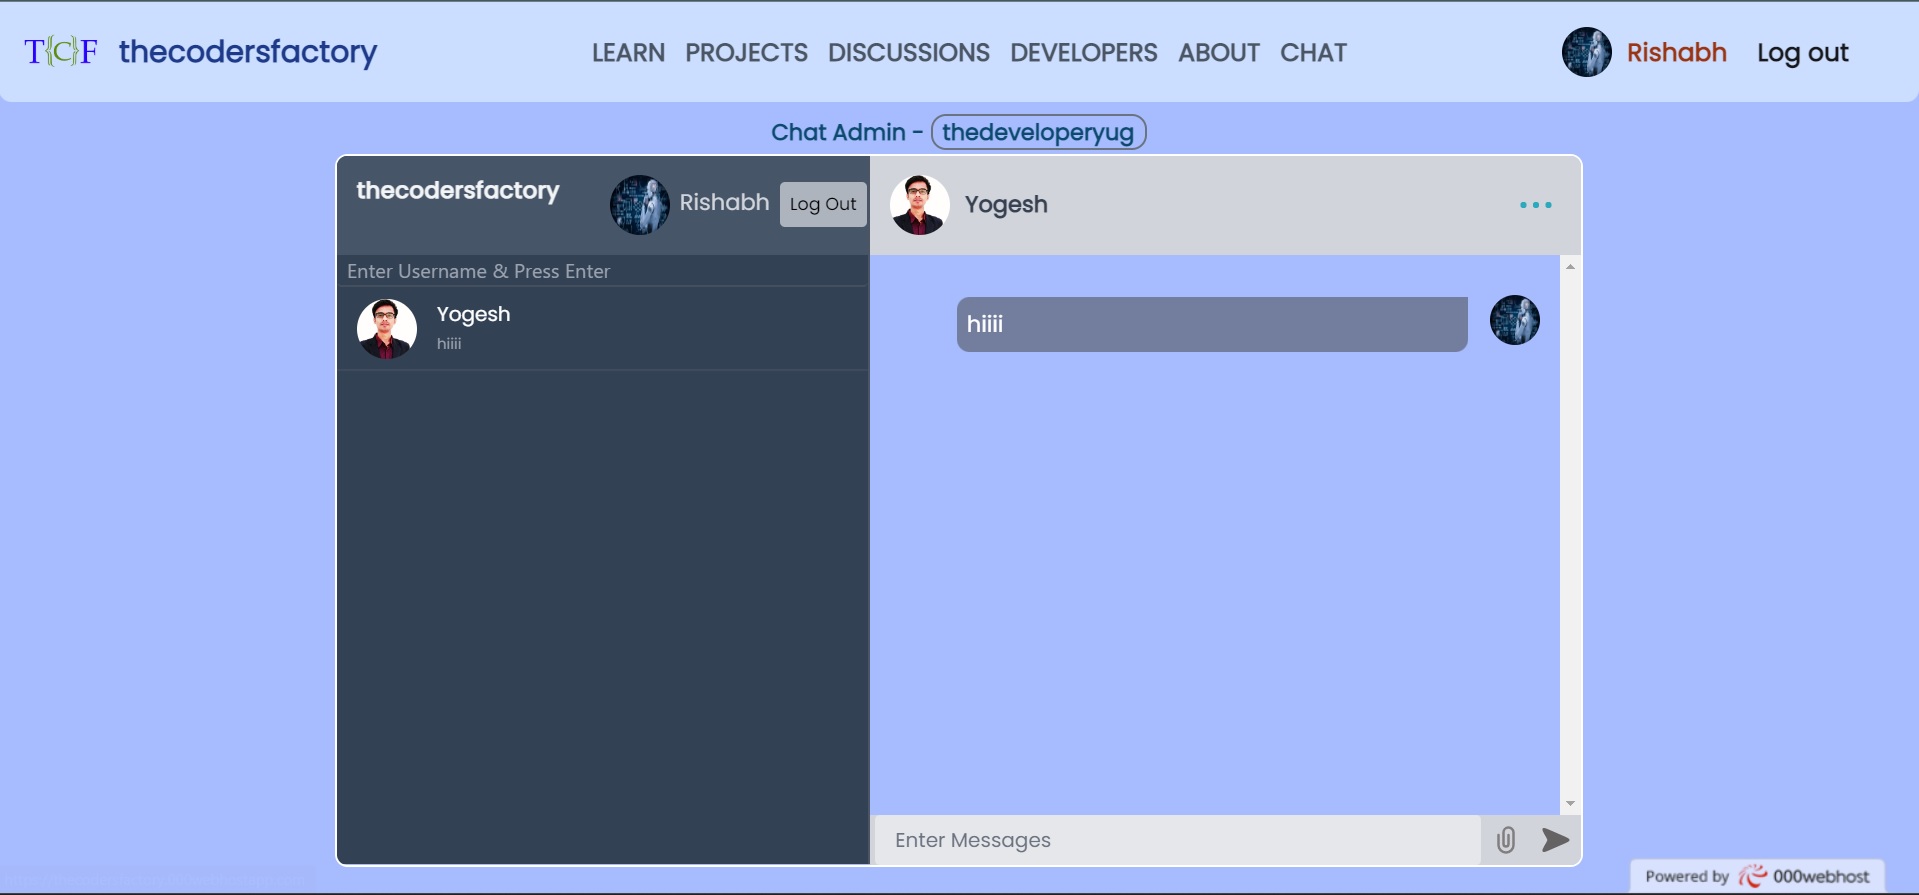 T{C}F thecodersfactory LEARN PROJECTS DISCUSSIONS DEVELOPERS ABOUT CHAT Rishabh Log out
Chat Admin - thedeveloperyug
thecodersfactory Rishabh Log Out
Enter Username & Press Enter
Yogesh
hiiii
Yogesh
hiiii
Enter Messages
Powered by 000webhost